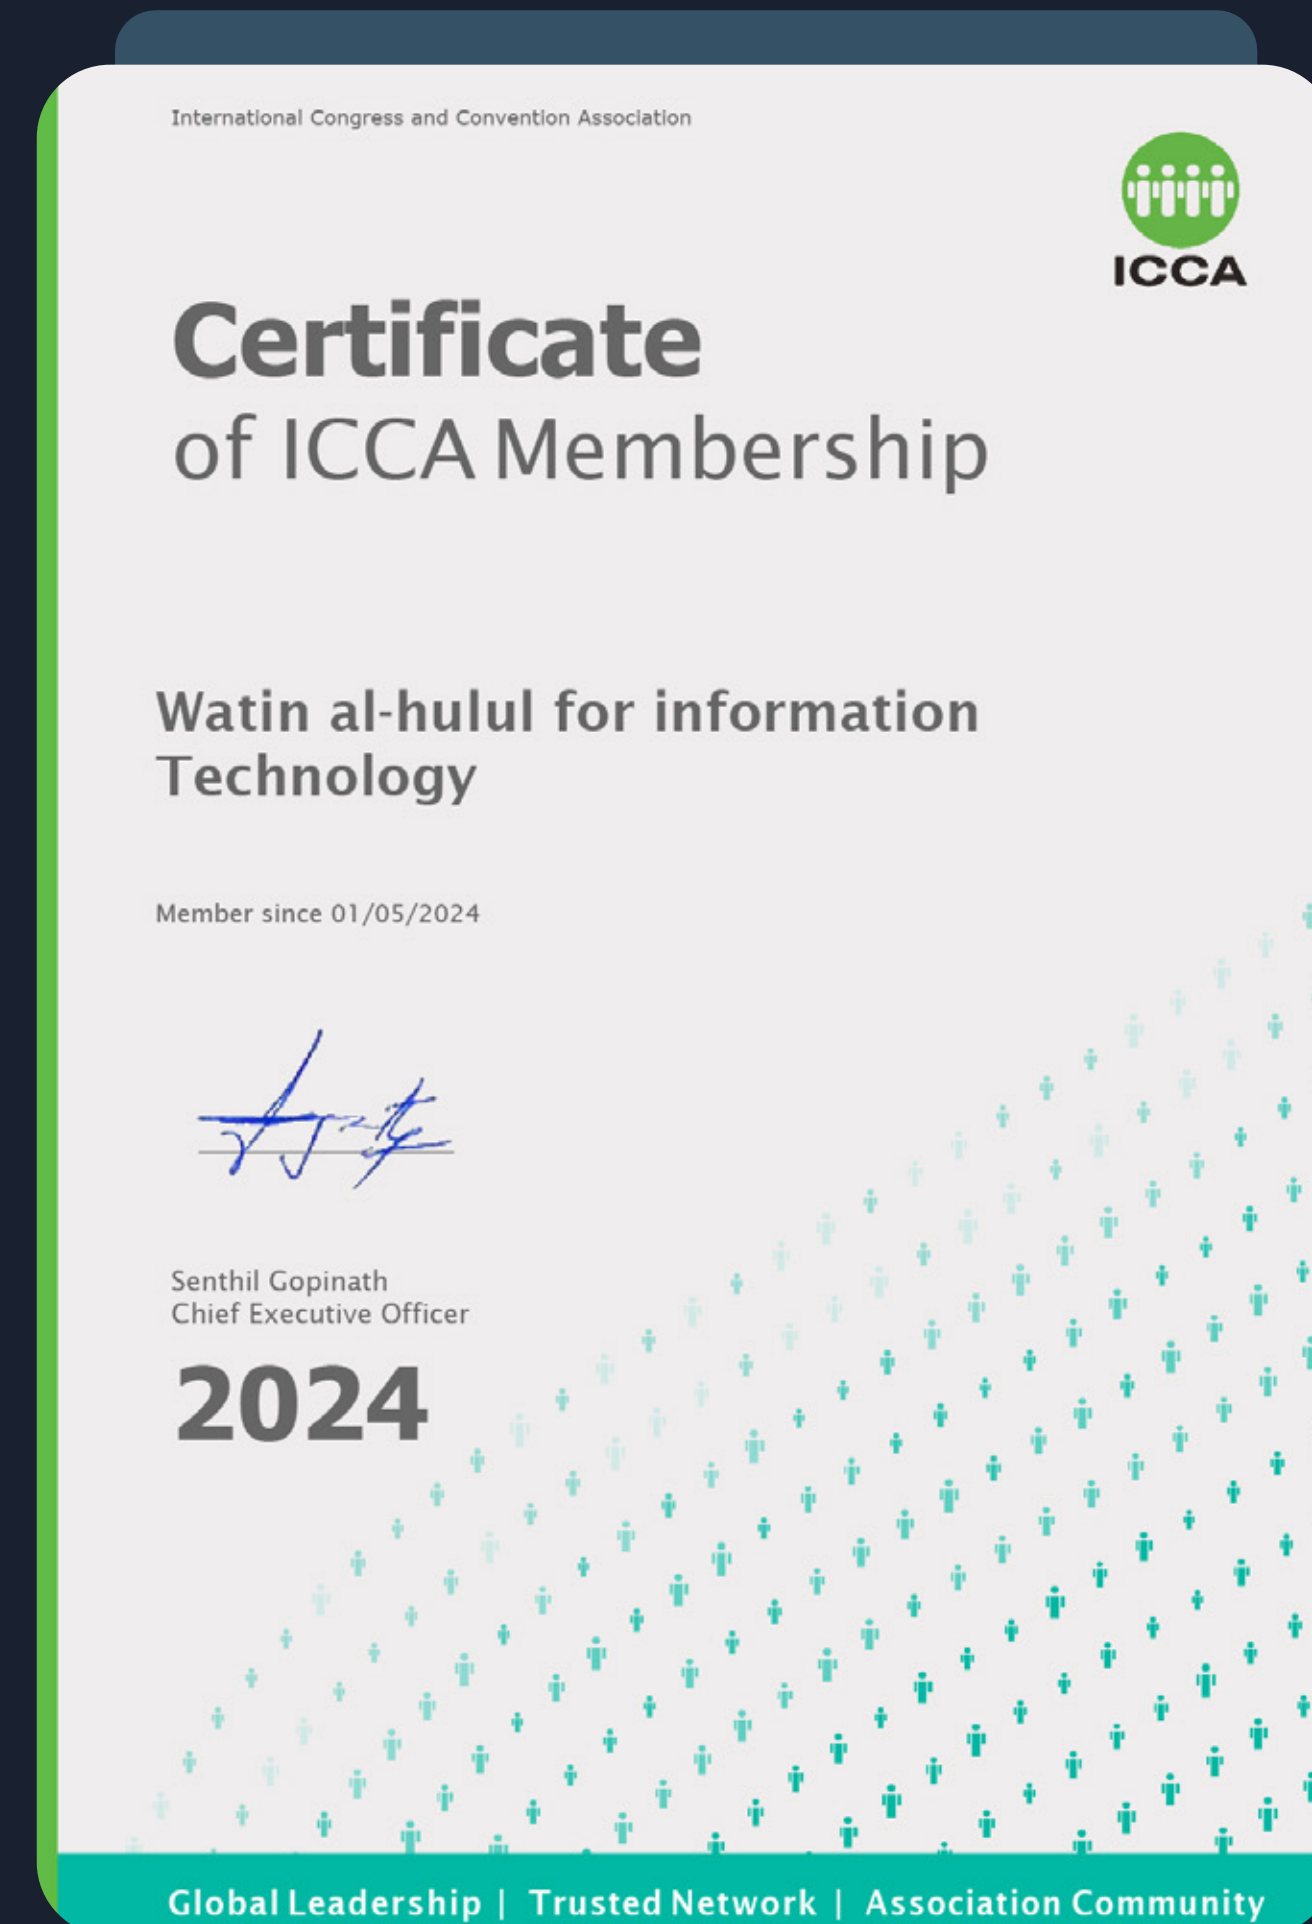 International Congress and Convention Association
ICCA
Certificate
of ICCA Membership
Watin al-hulul for information
Technology
Member since 01/05/2024
Senthil Gopinath
Chief Executive Officer
2024
Global Leadership | Trusted Network | Association Community